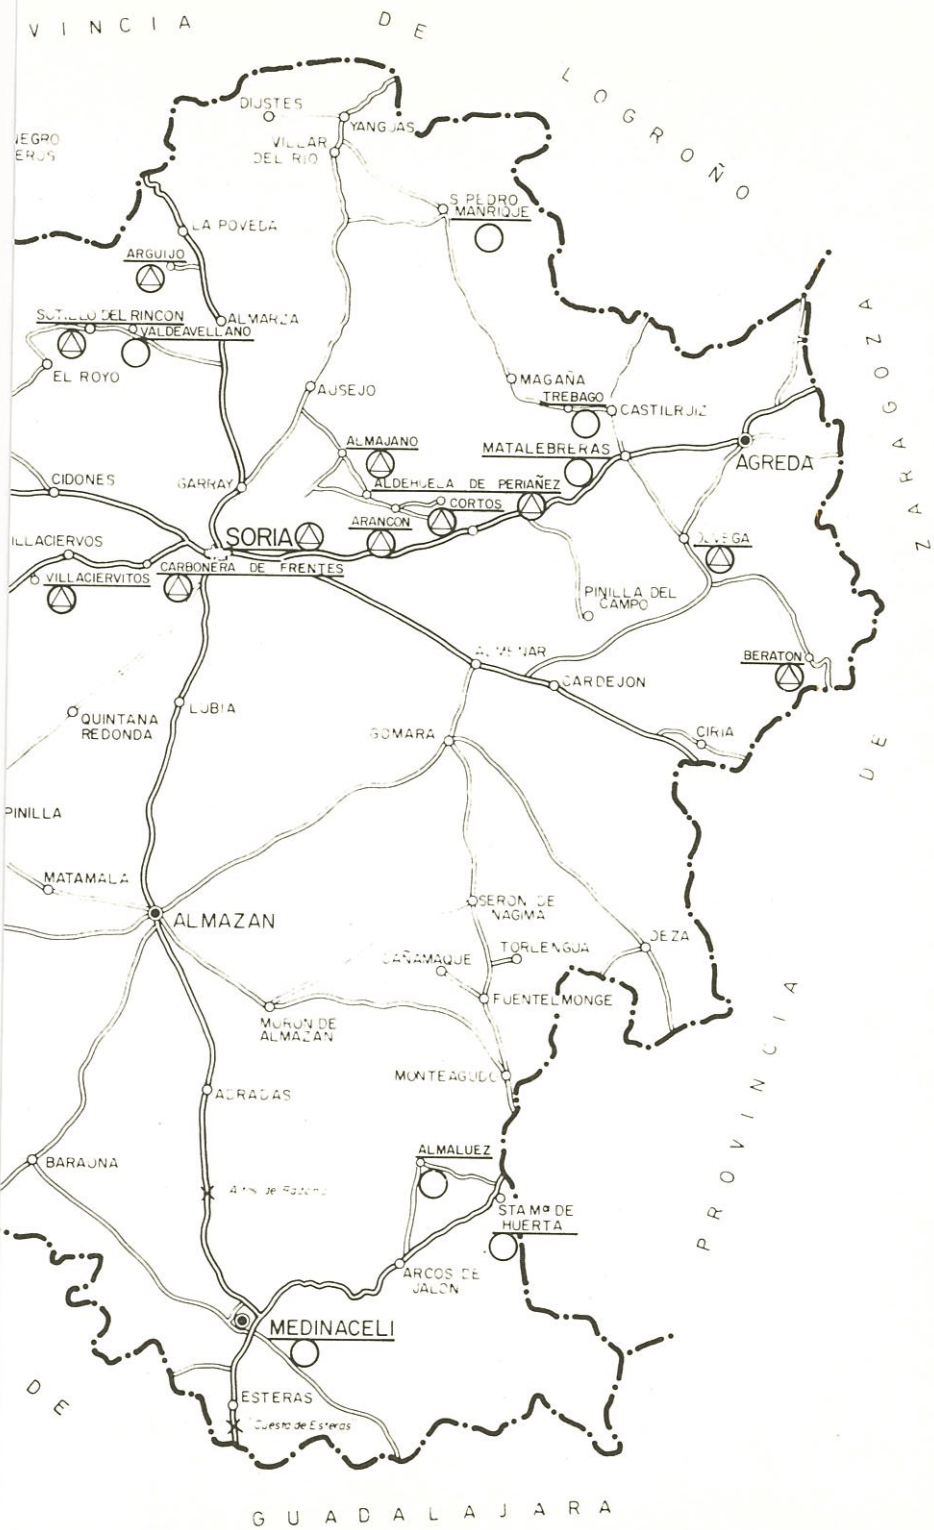 VINCIA DE
LOGROÑO
DIUSTES
YANGUAS
VILLAR
DEL RIO
NEGRO
EROS
S. PEDRO
MANRIQUE
LA POVEDA
ARGUIJO
SOTILLO DEL RINCON
ALMARZA
VALDEAVELLANO
EL ROYO
AUSEJO
MAGAÑA
TREBAGO
CASTILRUIZ
ZARAGOZA
ALMAJANO
MATALEBRERAS
AGREDA
CIDONES
GARRAY
ALDEHUELA DE PERIAÑEZ
CORTOS
ARANCON
SORIA
OLVEGA
ILLACIERVOS
VILLACIERVITOS
CARBONERA DE FRENTES
PINILLA DEL
CAMPO
ALMENAR
BERATON
CARDEJON
QUINTANA
REDONDA
LUBIA
GOMARA
CIRIA
DE
PINILLA
MATAMALA
ALMAZAN
SERON DE
NAGIMA
DEZA
TORLENGUA
CAÑAMAQUE
FUENTELMONGE
MORON DE
ALMAZAN
PROVINCIA
MONTEAGUDO
ADRADAS
BARAONA
ALMALUEZ
STA Mª DE
HUERTA
ARCOS DE
JALON
MEDINACELI
DE
ESTERAS
Cuesta de Esteras
GUADALAJARA